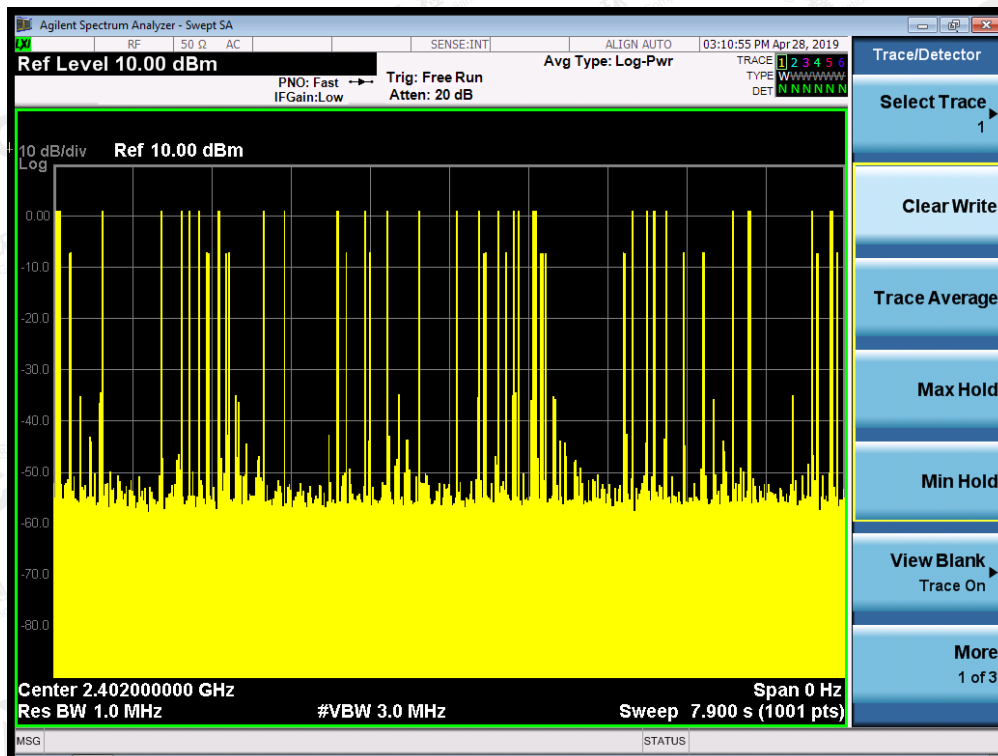 Agilent Spectrum Analyzer - Swept SA
LXI RF 50 Ω AC SENSE:INT ALIGN AUTO 03:10:55 PM Apr 28, 2019
Ref Level 10.00 dBm
PNO: Fast
IFGain:Low
Trig: Free Run
Atten: 20 dB
Avg Type: Log-Pwr
TRACE 1 2 3 4 5 6
TYPE WWWWWW
DET N N N N N N
10 dB/div Ref 10.00 dBm
Log
0.00
-10.0
-20.0
-30.0
-40.0
-50.0
-60.0
-70.0
-80.0
Center 2.402000000 GHz Span 0 Hz
Res BW 1.0 MHz #VBW 3.0 MHz Sweep 7.900 s (1001 pts)
MSG STATUS
Trace/Detector
Select Trace
1
Clear Write
Trace Average
Max Hold
Min Hold
View Blank
Trace On
More
1 of 3